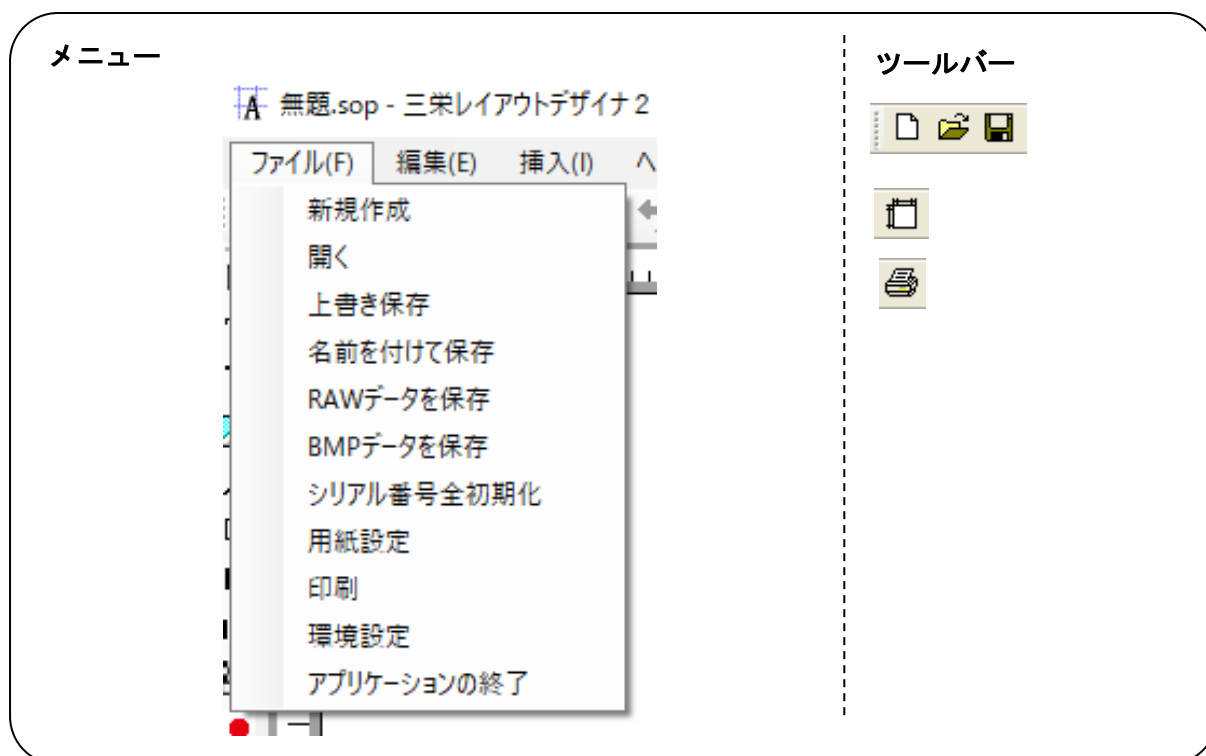 メニュー
ツールバー
無題.sop - 三栄レイアウトデザイナ2
ファイル(F) 編集(E) 挿入(I) ヘ
新規作成
開く
上書き保存
名前を付けて保存
RAWデータを保存
BMPデータを保存
シリアル番号全初期化
用紙設定
印刷
環境設定
アプリケーションの終了